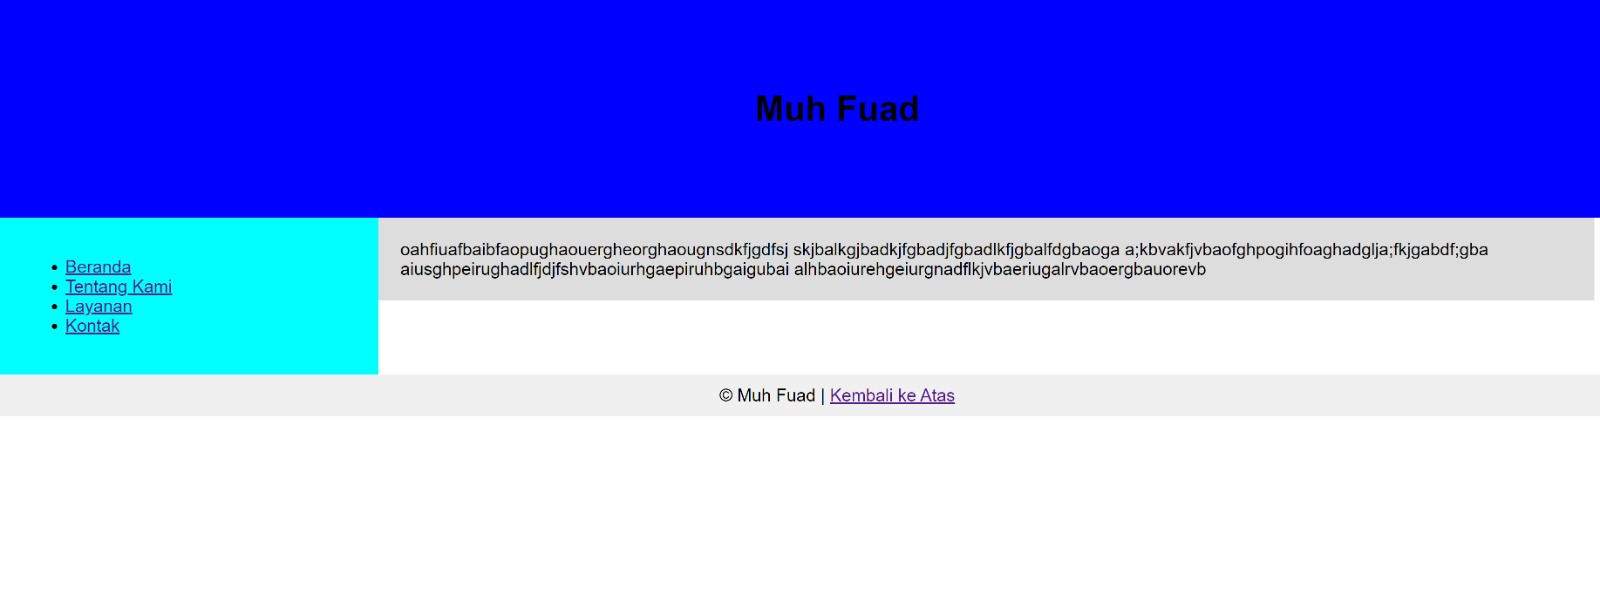 Muh Fuad
Beranda
Tentang Kami
Layanan
Kontak
oahfiuafbaibfaopughaouergheorghaougnsdkfjgdfsj skjbalkgjbadkjfgbadjfgbadlkfjgbalfdgbaoga a;kbvakfjvbaofghpogihfoaghadglja;fkjgabdf;gba
aiusghpeirughadlfjdjfshvbaoiurhgaepiruhbgaigubai alhbaoiurehgeiurgnadflkjvbaeriugalrvbaoergbauorevb
© Muh Fuad | Kembali ke Atas